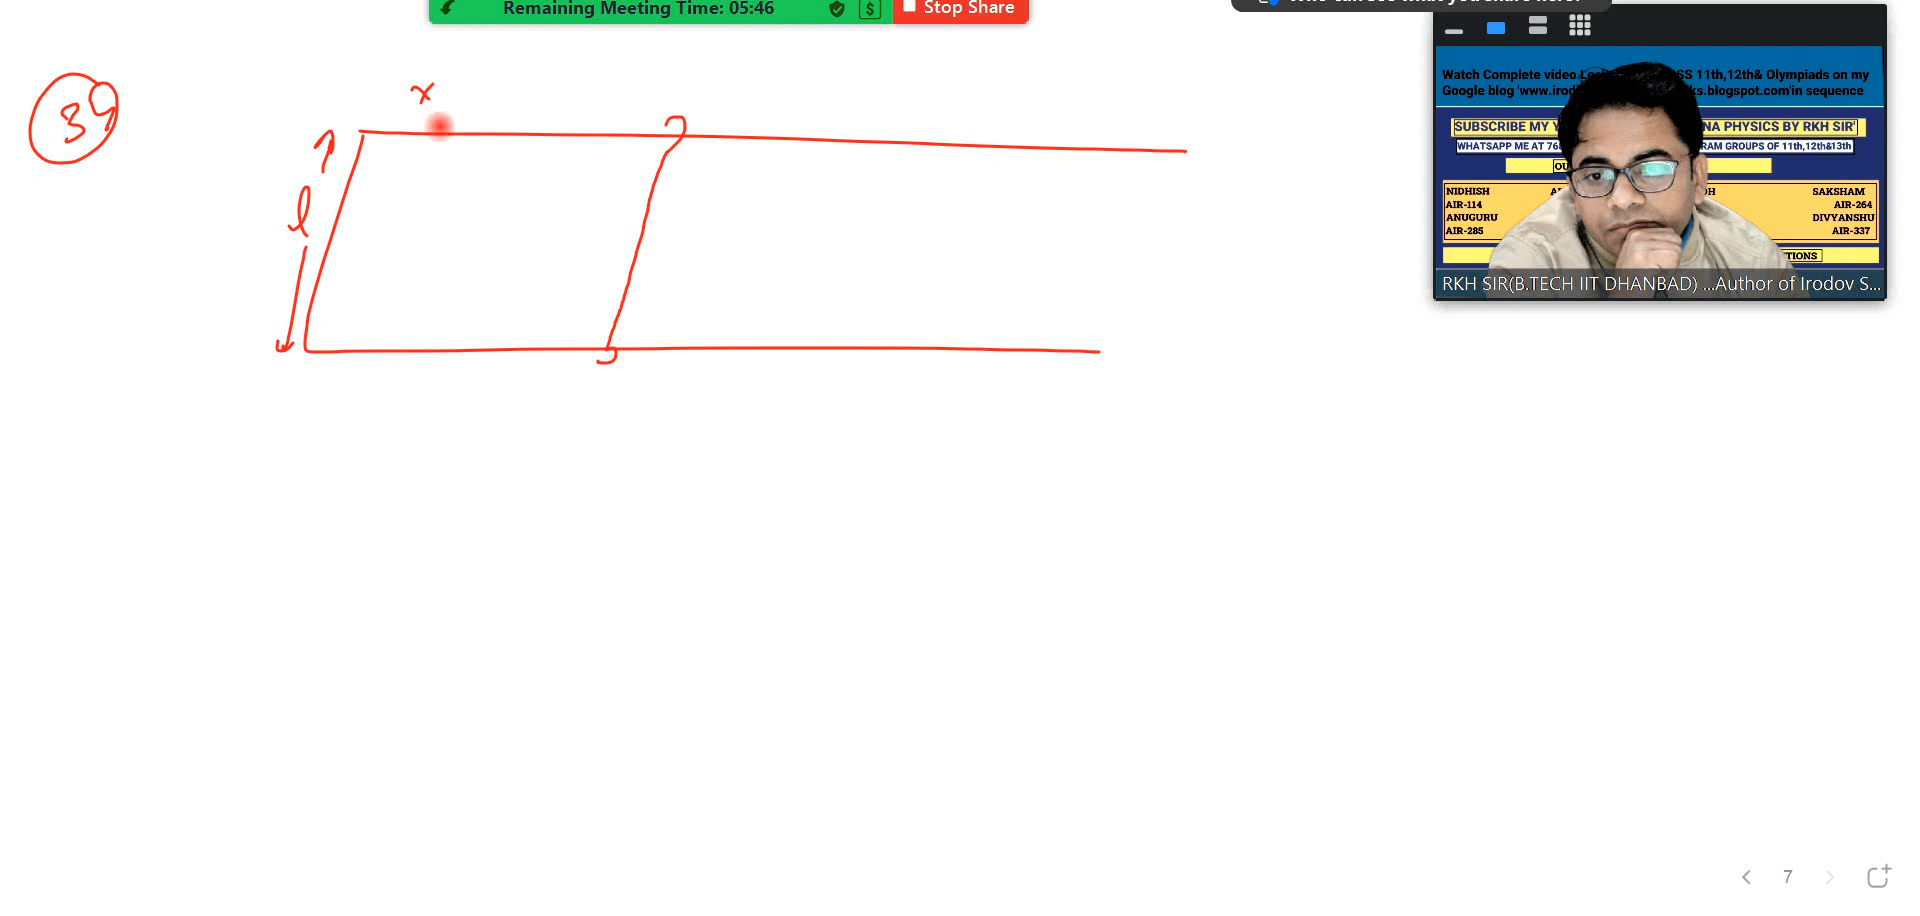 Remaining Meeting Time: 05:46
$
Stop Share
34
x
l
Watch Complete video SS 11th,12th& Olympiads on my
Google blog 'www.irod ks.blogspot.com'in sequence
SUBSCRIBE MY NA PHYSICS BY RKH SIR'
WHATSAPP ME AT RAM GROUPS OF 11th,12th&13th
NIDHISH
AIR-114
ANUGURU
AIR-285
SAKSHAM
AIR-264
DIVYANSHU
AIR-337
TIONS
RKH SIR(B.TECH IIT DHANBAD) ...Author of Irodov S...
7